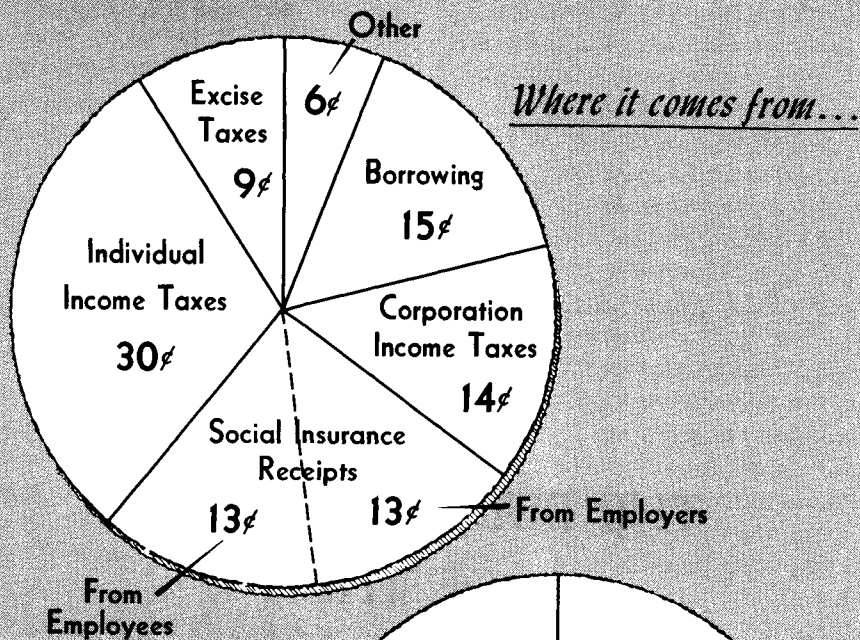 Other
Where it comes from...
Excise
Taxes
9¢
6¢
Borrowing
15¢
Individual
Income Taxes
30¢
Corporation
Income Taxes
14¢
Social Insurance
Receipts
13¢
13¢
From Employers
From
Employees